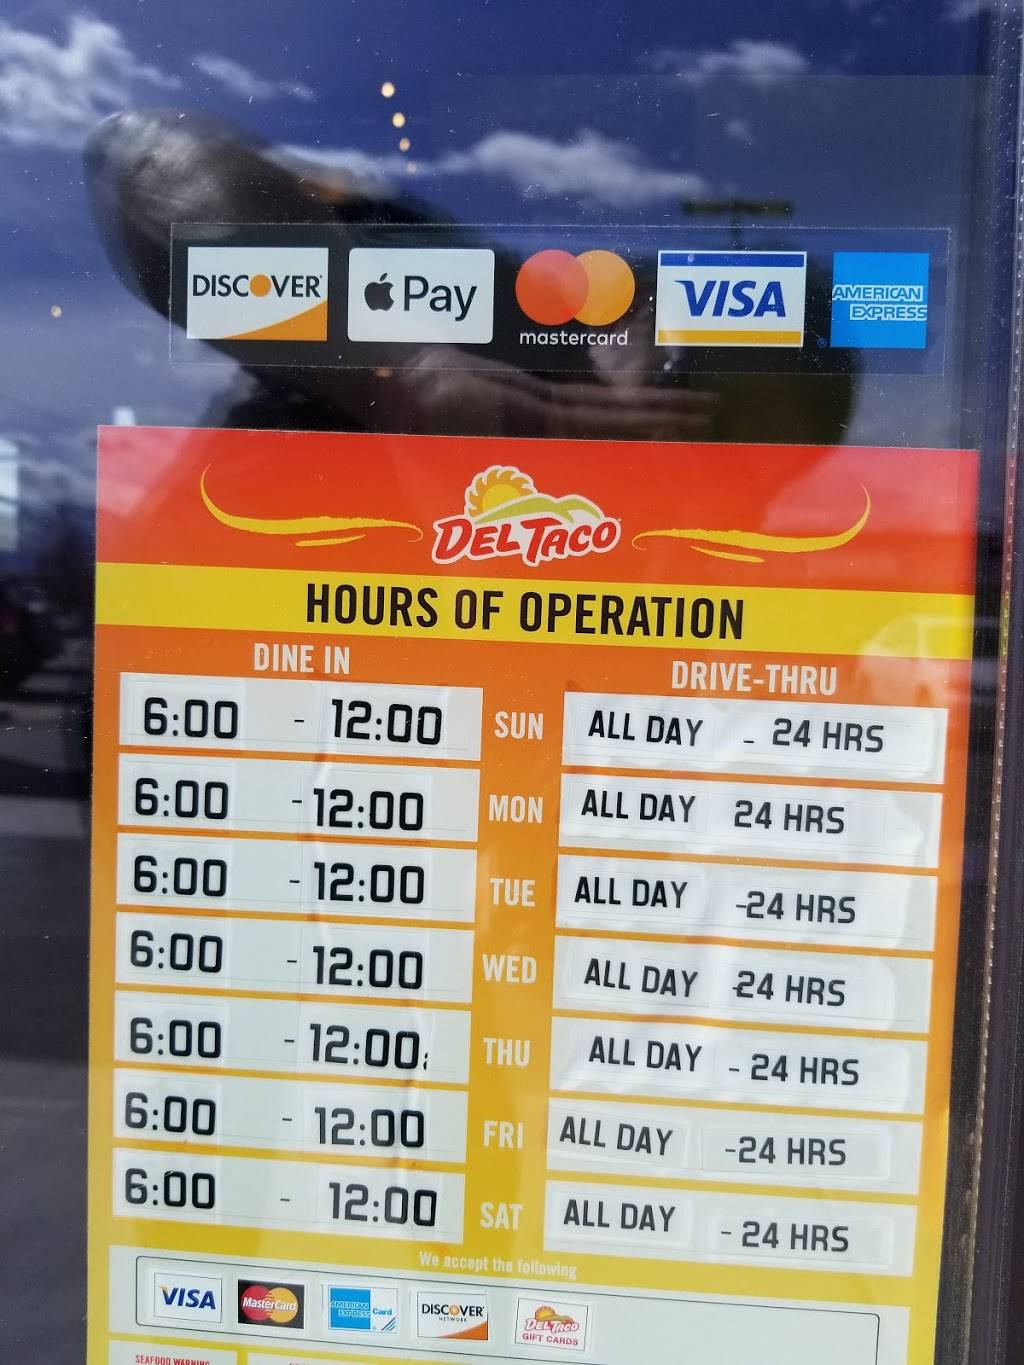 DISCOVER Pay mastercard VISA AMERICAN EXPRESS
DEL TACO
HOURS OF OPERATION
DINE IN DRIVE-THRU
6:00 - 12:00 SUN ALL DAY - 24 HRS
6:00 - 12:00 MON ALL DAY 24 HRS
6:00 - 12:00 TUE ALL DAY -24 HRS
6:00 - 12:00 WED ALL DAY -24 HRS
6:00 - 12:00: THU ALL DAY - 24 HRS
6:00 - 12:00 FRI ALL DAY -24 HRS
6:00 - 12:00 SAT ALL DAY - 24 HRS
We accept the following
VISA MasterCard AMERICAN EXPRESS Card DISCOVER NETWORK DEL TACO GIFT CARDS
SEAFOOD WARNING